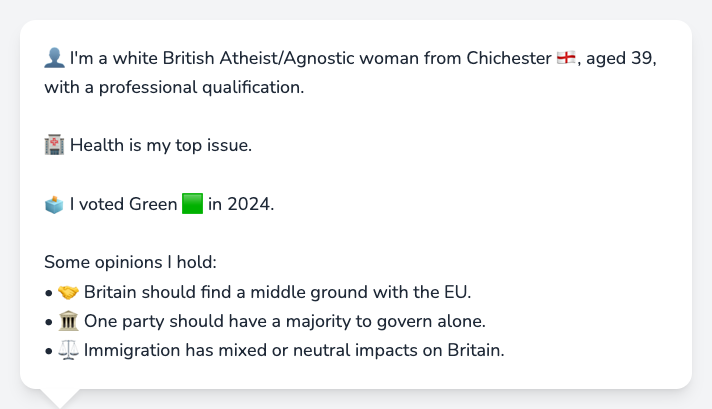 👤 I'm a white British Atheist/Agnostic woman from Chichester 🏴󠁧󠁢󠁥󠁮󠁧󠁿, aged 39,
with a professional qualification.
🏥 Health is my top issue.
🗳️ I voted Green 🟩 in 2024.
Some opinions I hold:
• 🤝 Britain should find a middle ground with the EU.
• 🏛️ One party should have a majority to govern alone.
• ⚖️ Immigration has mixed or neutral impacts on Britain.